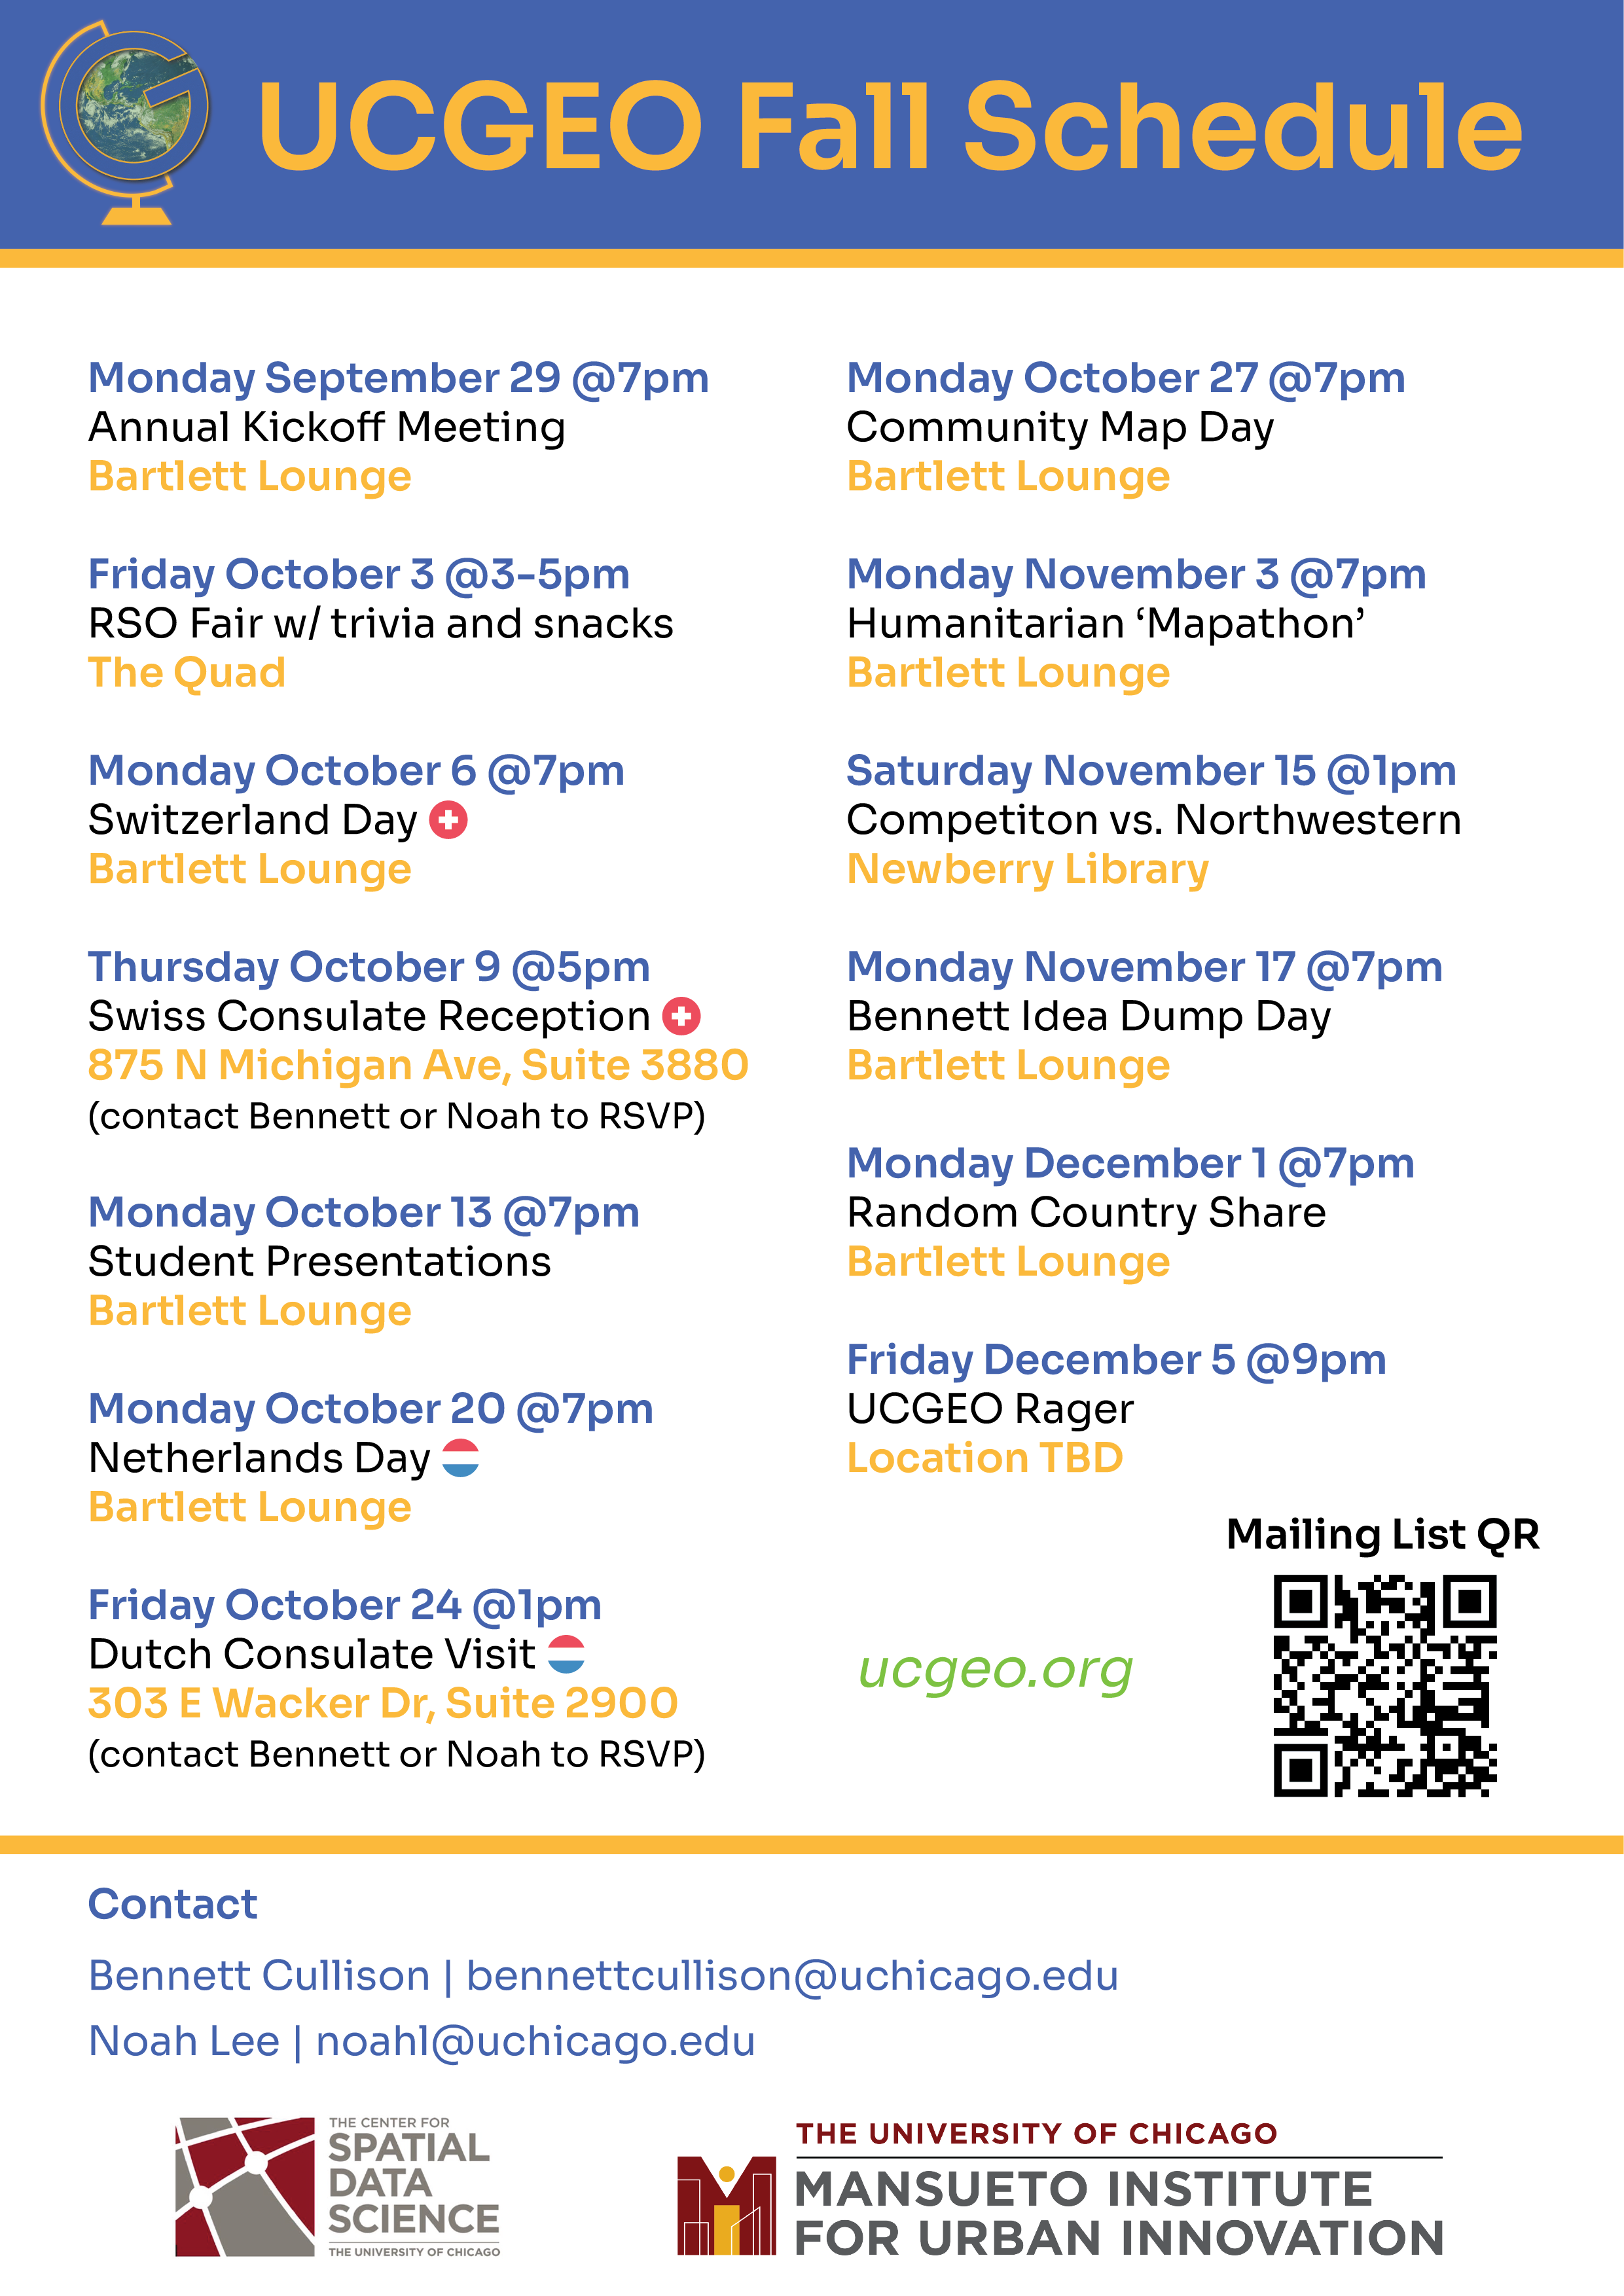 UCGEO Fall Schedule
Monday September 29 @7pm
Annual Kickoff Meeting
Bartlett Lounge
Friday October 3 @3-5pm
RSO Fair w/ trivia and snacks
The Quad
Monday October 6 @7pm
Switzerland Day
Bartlett Lounge
Thursday October 9 @5pm
Swiss Consulate Reception
875 N Michigan Ave, Suite 3880
(contact Bennett or Noah to RSVP)
Monday October 13 @7pm
Student Presentations
Bartlett Lounge
Monday October 20 @7pm
Netherlands Day
Bartlett Lounge
Friday October 24 @1pm
Dutch Consulate Visit
303 E Wacker Dr, Suite 2900
(contact Bennett or Noah to RSVP)
Monday October 27 @7pm
Community Map Day
Bartlett Lounge
Monday November 3 @7pm
Humanitarian ‘Mapathon’
Bartlett Lounge
Saturday November 15 @1pm
Competiton vs. Northwestern
Newberry Library
Monday November 17 @7pm
Bennett Idea Dump Day
Bartlett Lounge
Monday December 1 @7pm
Random Country Share
Bartlett Lounge
Friday December 5 @9pm
UCGEO Rager
Location TBD
Mailing List QR
ucgeo.org
Contact
Bennett Cullison | bennettcullison@uchicago.edu
Noah Lee | noahl@uchicago.edu
THE CENTER FOR
SPATIAL
DATA
SCIENCE
THE UNIVERSITY OF CHICAGO
THE UNIVERSITY OF CHICAGO
MANSUETO INSTITUTE
FOR URBAN INNOVATION